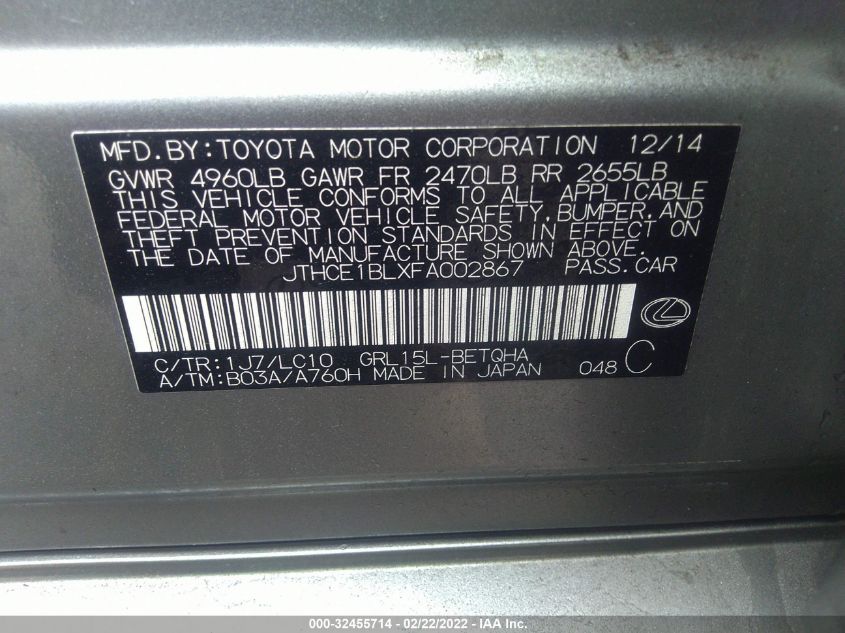 MFD.BY:TOYOTA MOTOR CORPORATION 12/14
GVWR 4960LB GAWR FR 2470LB RR 2655LB
THIS VEHICLE CONFORMS TO ALL APPLICABLE
FEDERAL MOTOR VEHICLE SAFETY,BUMPER,AND
THEFT PREVENTION STANDARDS IN EFFECT ON
THE DATE OF MANUFACTURE SHOWN ABOVE.
JTHCE1BLXFA002867 PASS.CAR
C/TR:1J7/LC10 GRL15L-BETQHA
A/TM:B03A/A760H MADE IN JAPAN 048 C
000-32455714 - 02/22/2022 - IAA Inc.